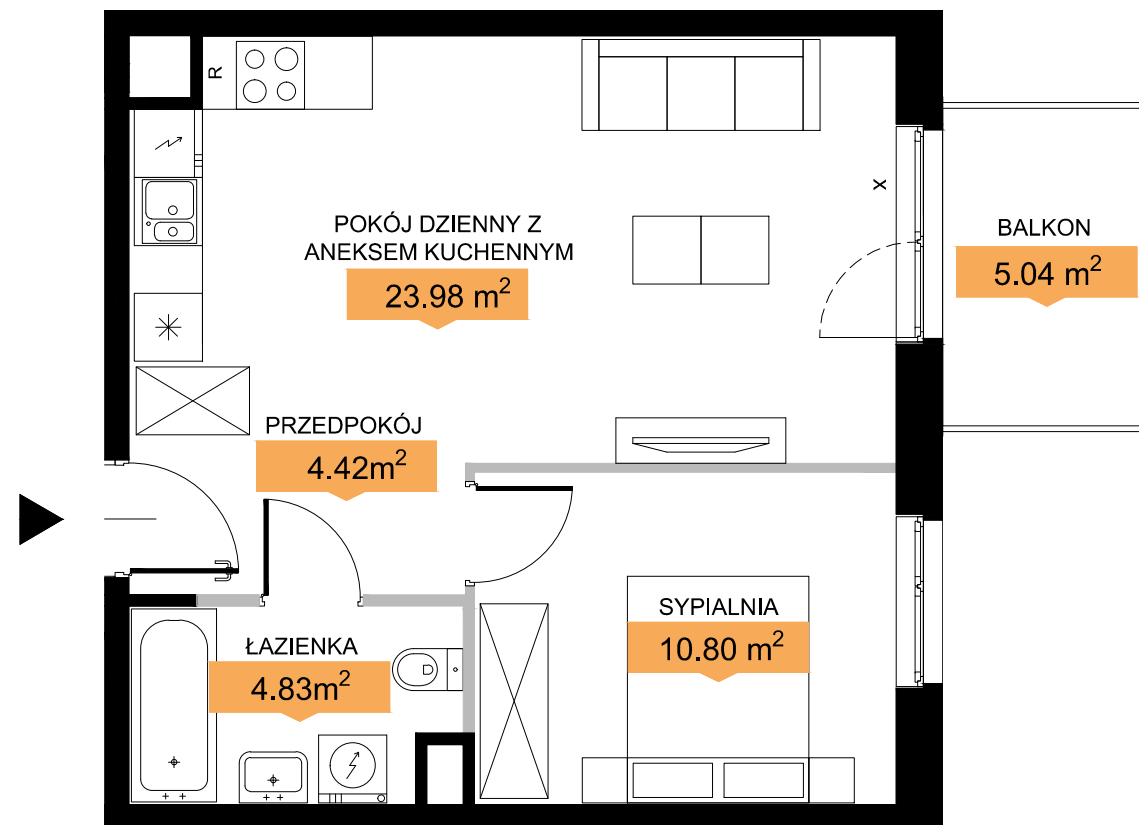 R
POKÓJ DZIENNY Z
ANEKSEM KUCHENNYM
23.98 m²
X
BALKON
5.04 m²
PRZEDPOKÓJ
4.42m²
SYPIALNIA
10.80 m²
ŁAZIENKA
4.83m²